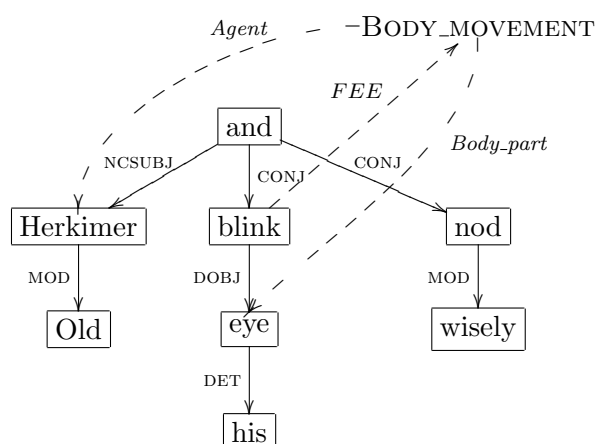 Agent
–BODY_MOVEMENT
FEE
and
Body_part
NCSUBJ
CONJ
CONJ
Herkimer
blink
nod
MOD
DOBJ
MOD
Old
eye
wisely
DET
his